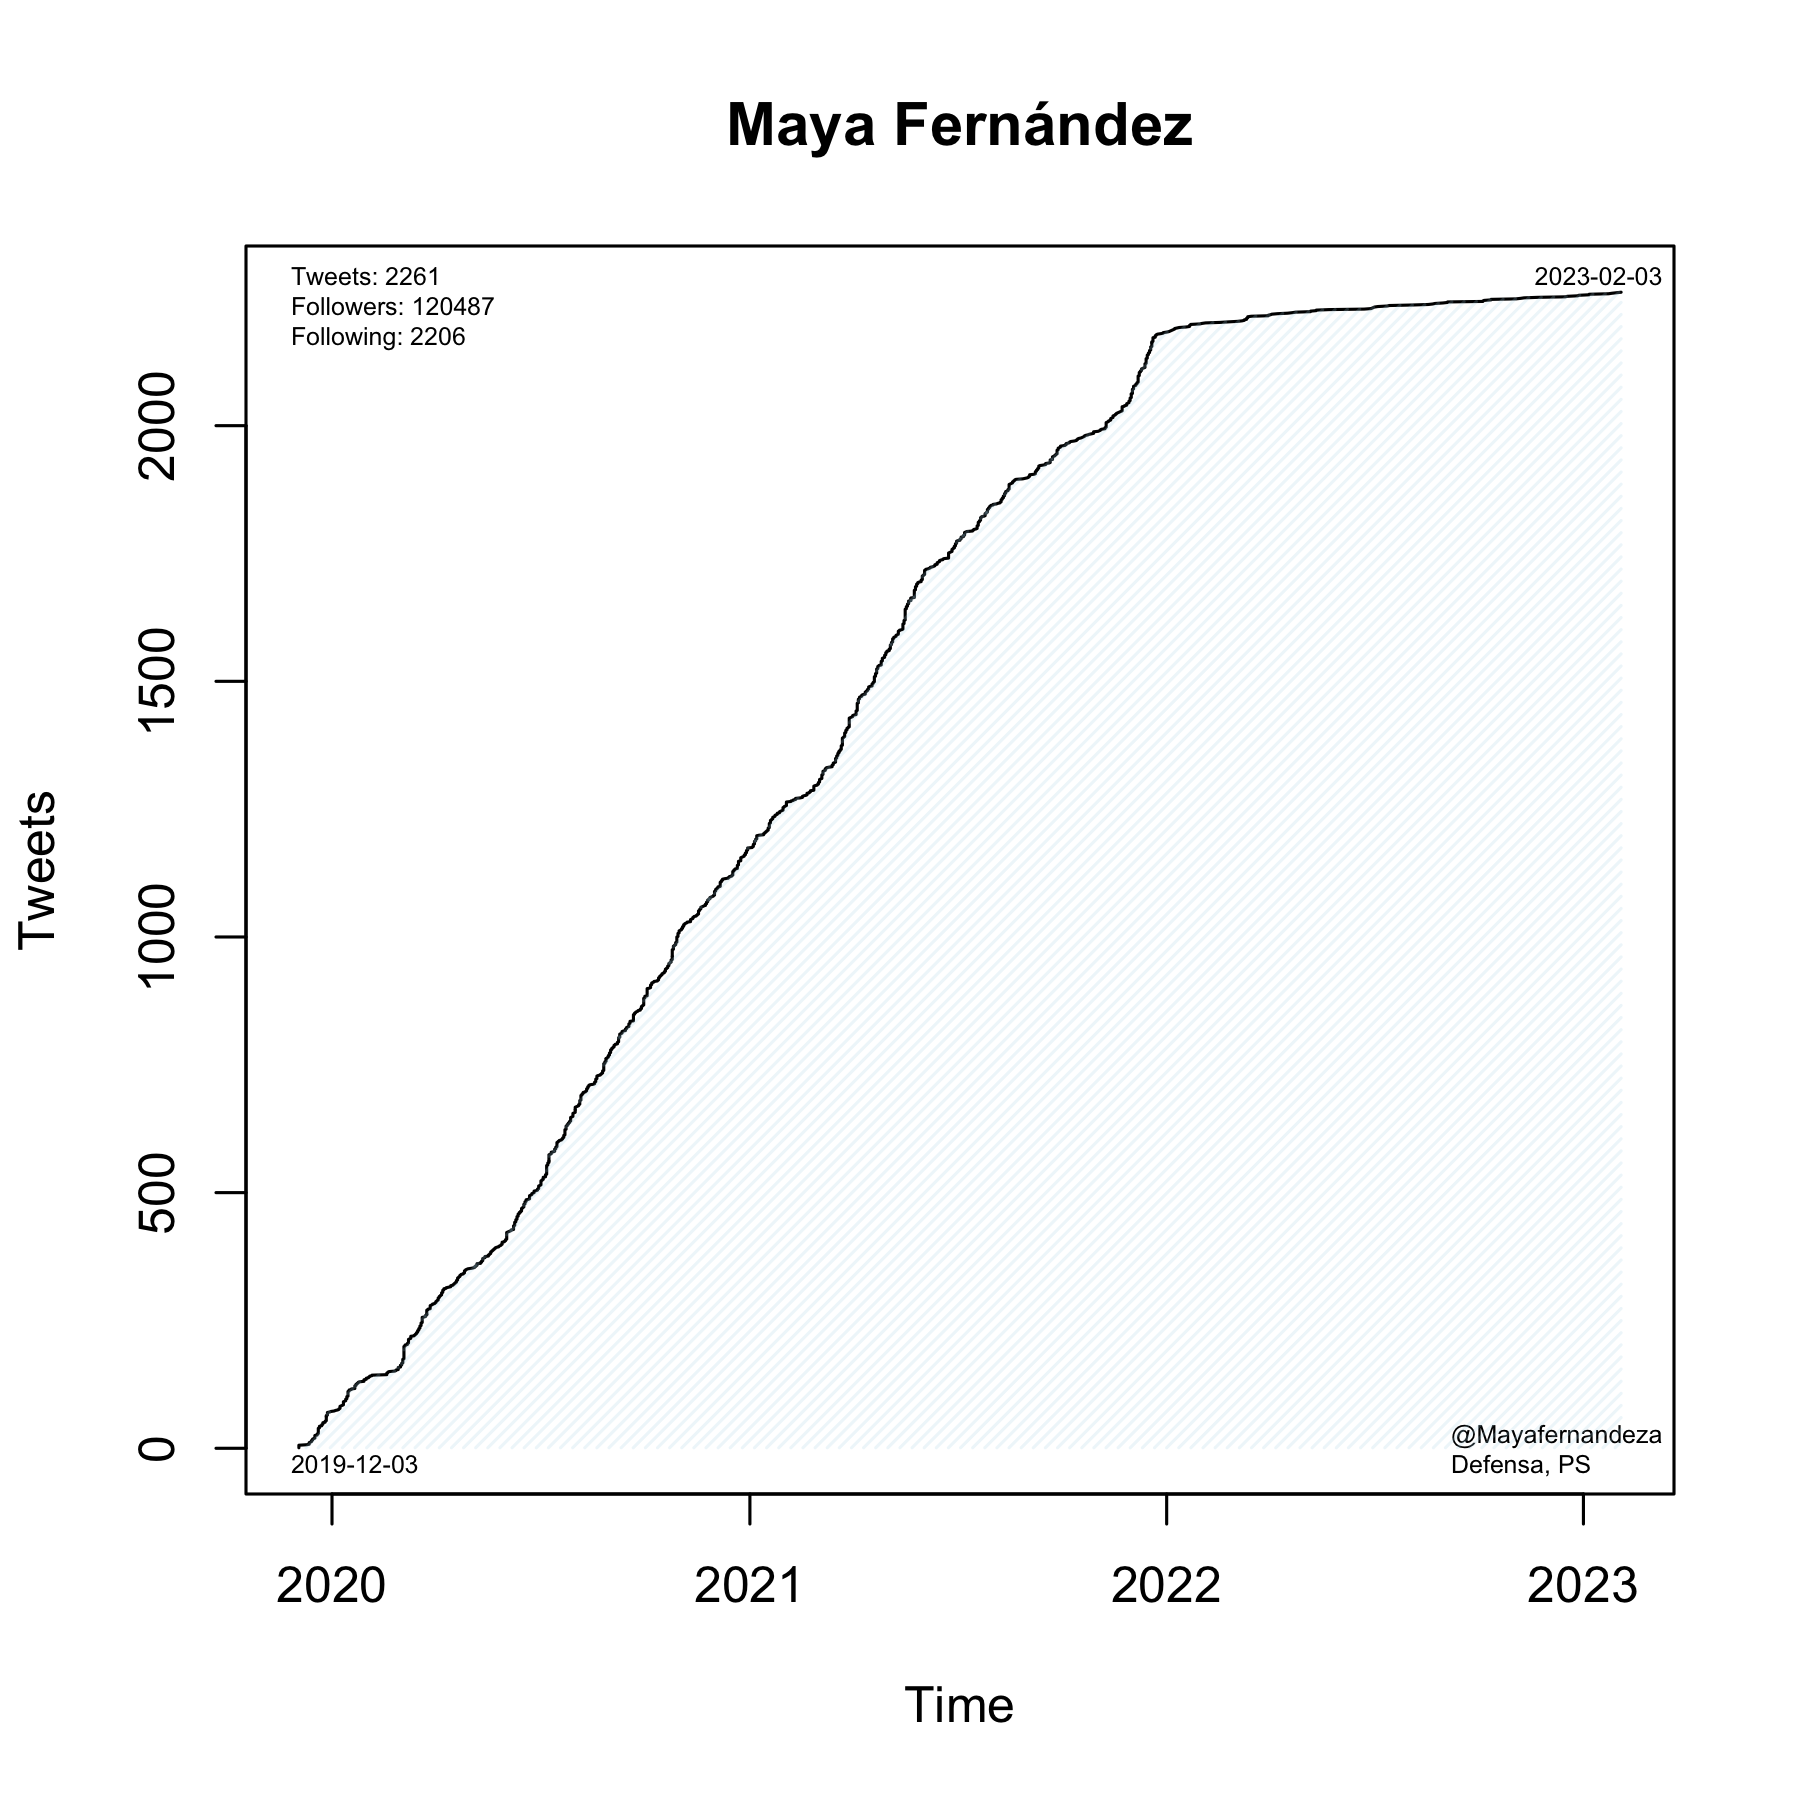 Maya Fernández
Tweets: 2261
Followers: 120487
Following: 2206
2023-02-03
Tweets
2000
1500
1000
500
0
@Mayafernandeza
Defensa, PS
2019-12-03
2020
2021
2022
2023
Time